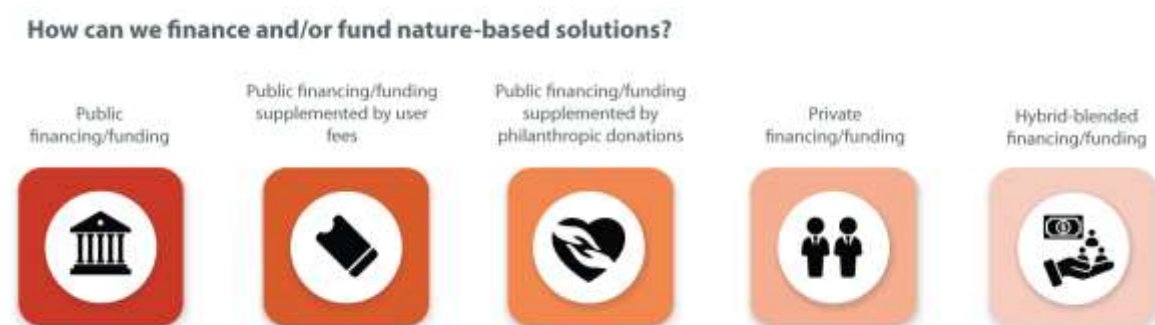 How can we finance and/or fund nature-based solutions?
Public
financing/funding
Public financing/funding
supplemented by user
fees
Public financing/funding
supplemented by
philanthropic donations
Private
financing/funding
Hybrid-blended
financing/funding